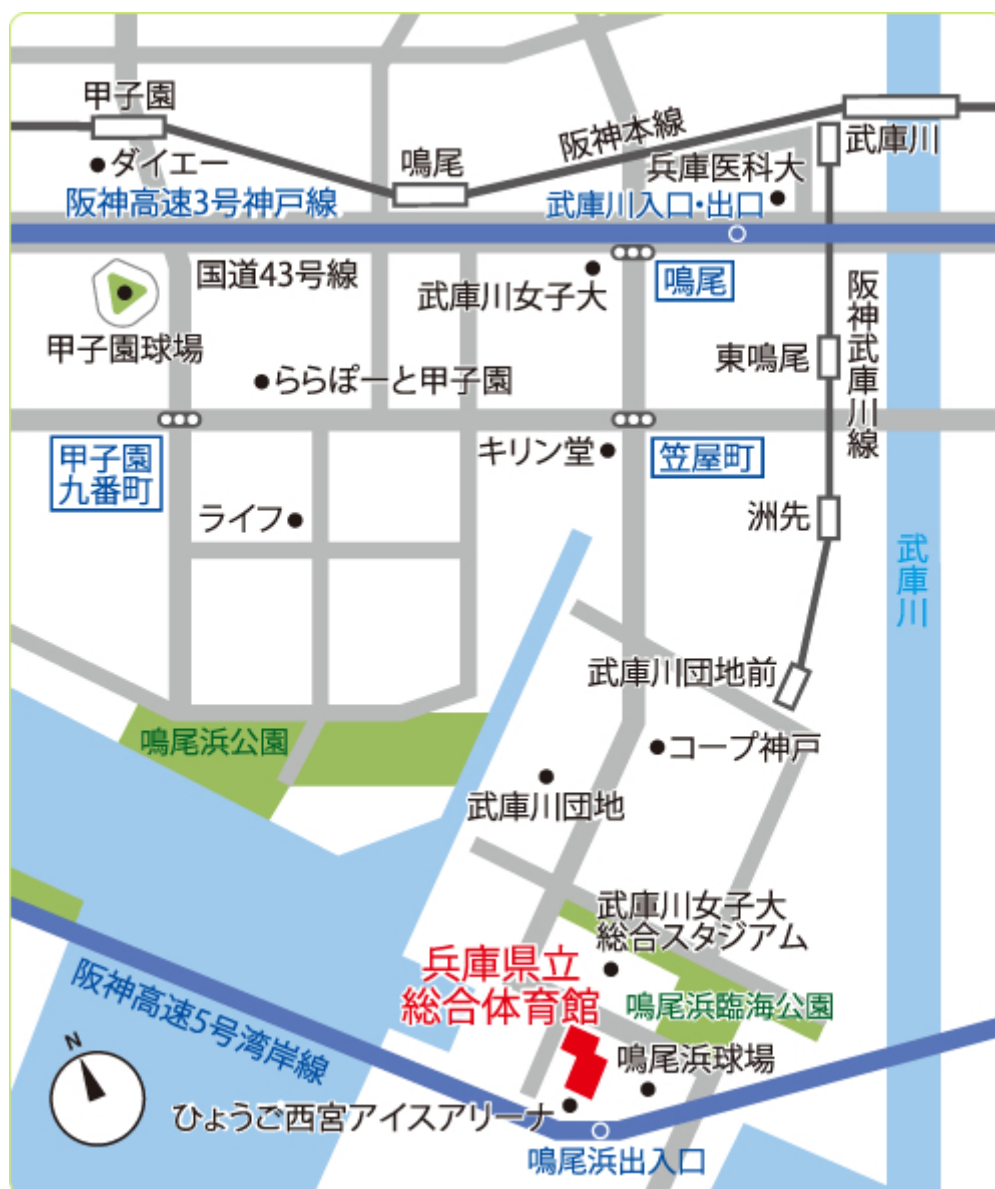 甲子園
ダイエー
阪神高速3号神戸線
鳴尾
阪神本線
兵庫医科大
武庫川
武庫川入口・出口
国道43号線
武庫川女子大
鳴尾
甲子園球場
ららぽーと甲子園
東鳴尾
阪神武庫川線
甲子園
九番町
キリン堂
笠屋町
ライフ
洲先
武庫川
武庫川団地前
鳴尾浜公園
コープ神戸
武庫川団地
武庫川女子大
総合スタジアム
兵庫県立
総合体育館
鳴尾浜臨海公園
阪神高速5号湾岸線
N
鳴尾浜球場
ひょうご西宮アイスアリーナ
鳴尾浜出入口